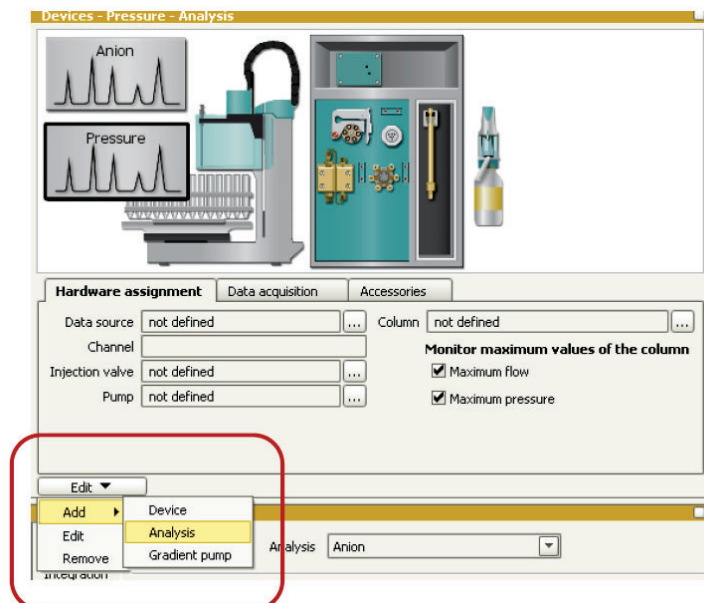 Devices - Pressure - Analysis
Anion
Pressure
Hardware assignment Data acquisition Accessories
Data source not defined ... Column not defined ...
Channel Monitor maximum values of the column
Injection valve not defined ... Maximum flow
Pump not defined ... Maximum pressure
Edit
Add Device
Edit Analysis
Remove Gradient pump
Analysis Anion
Integration